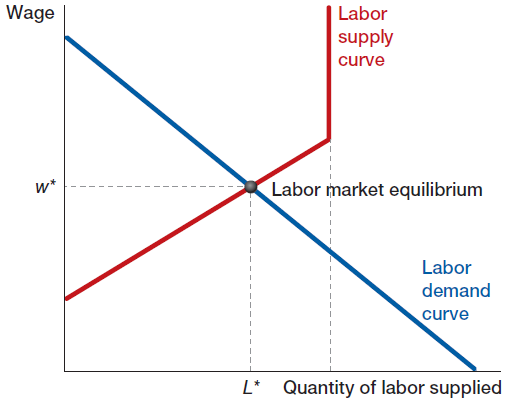 Wage
Labor
supply
curve
w*
Labor market equilibrium
Labor
demand
curve
L*
Quantity of labor supplied